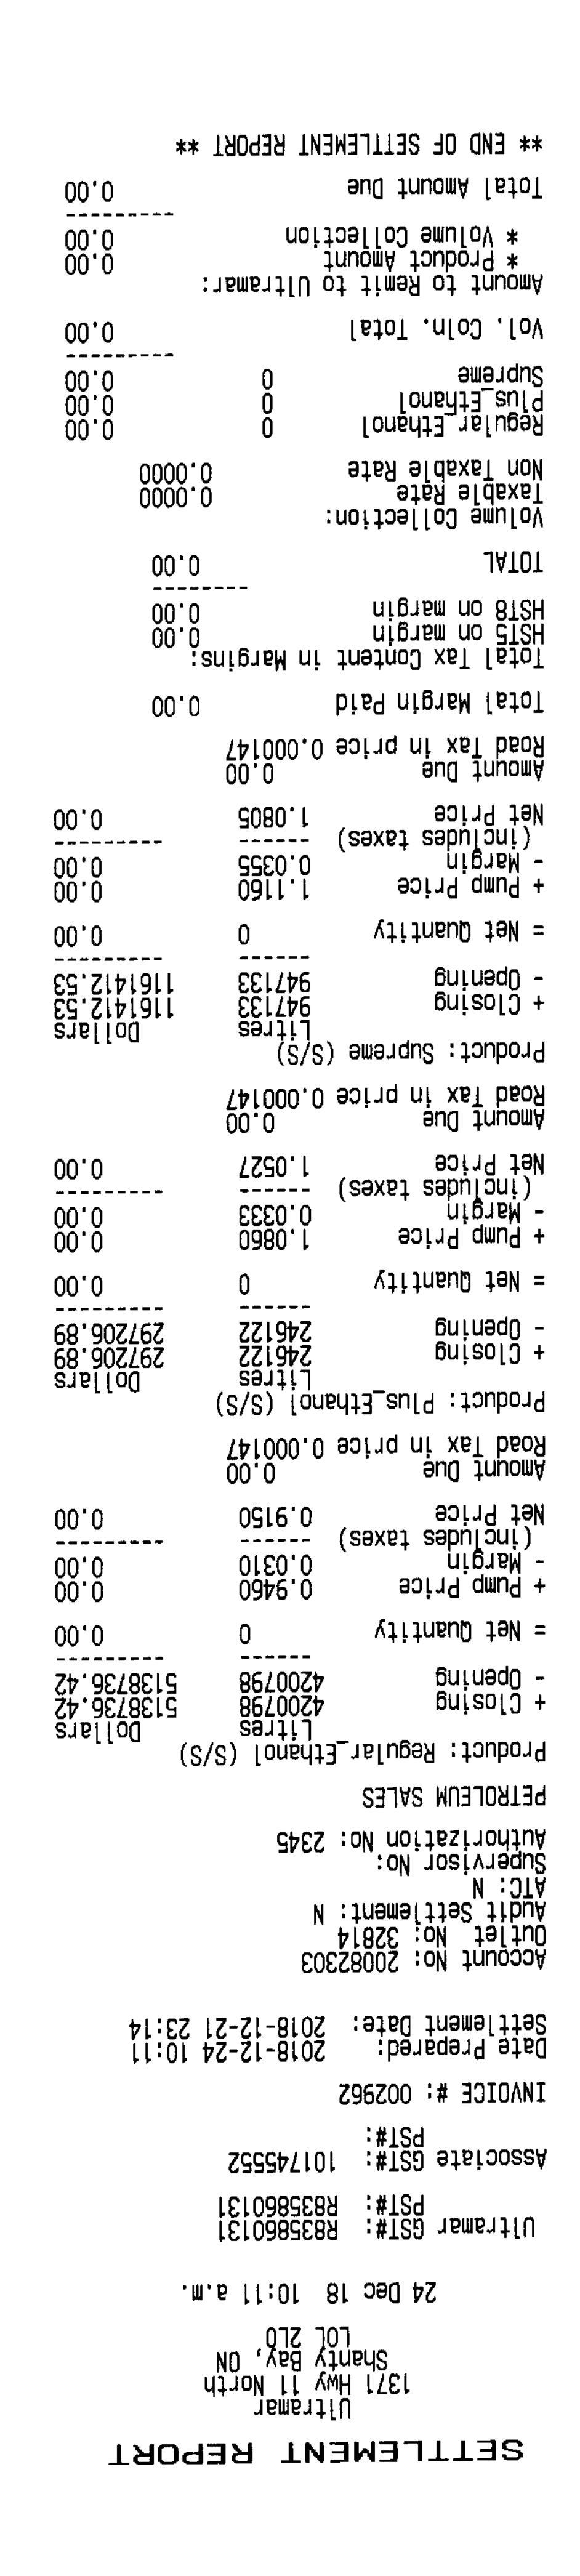 SETTLEMENT REPORT
Ultramar
1371 Hwy 11 North
Shanty Bay, ON
LOL 2L0
24 Dec 18 10:11 a.m.
Ultramar GST#: R835860131
PST#: R835860131
Associate GST#: 101745552
PST#:
INVOICE #: 002962
Date Prepared: 2018-12-24 10:11
Settlement Date: 2018-12-21 23:14
Account No: 20082303
Outlet No: 32814
Audit Settlement: N
ATC: N
Supervisor No:
Authorization No: 2345
PETROLEUM SALES
Product: Regular_Ethanol (S/S)
Litres Dollars
+ Closing 4200798 5138736.42
- Opening 4200798 5138736.42
------ ----------
= Net Quantity 0 0.00
+ Pump Price 0.9460 0.00
- Margin 0.0310 0.00
(includes taxes) ------ ----------
Net Price 0.9150 0.00
Amount Due 0.00
Road Tax in price 0.000147
Product: Plus_Ethanol (S/S)
Litres Dollars
+ Closing 246122 297206.89
- Opening 246122 297206.89
------ ----------
= Net Quantity 0 0.00
+ Pump Price 1.0860 0.00
- Margin 0.0333 0.00
(includes taxes) ------ ----------
Net Price 1.0527 0.00
Amount Due 0.00
Road Tax in price 0.000147
Product: Supreme (S/S)
Litres Dollars
+ Closing 947133 1161412.53
- Opening 947133 1161412.53
------ ----------
= Net Quantity 0 0.00
+ Pump Price 1.1160 0.00
- Margin 0.0355 0.00
(includes taxes) ------ ----------
Net Price 1.0805 0.00
Amount Due 0.00
Road Tax in price 0.000147
Total Margin Paid 0.00
Total Tax Content in Margins:
HST5 on margin 0.00
HST8 on margin 0.00
---------
TOTAL 0.00
Volume Collection:
Taxable Rate 0.0000
Non Taxable Rate 0.0000
Regular_Ethanol 0 0.00
Plus_Ethanol 0 0.00
Supreme 0 0.00
----------
Vol. Coln. Total 0.00
Amount to Remit to Ultramar:
* Product Amount 0.00
* Volume Collection 0.00
----------
Total Amount Due 0.00
** END OF SETTLEMENT REPORT **